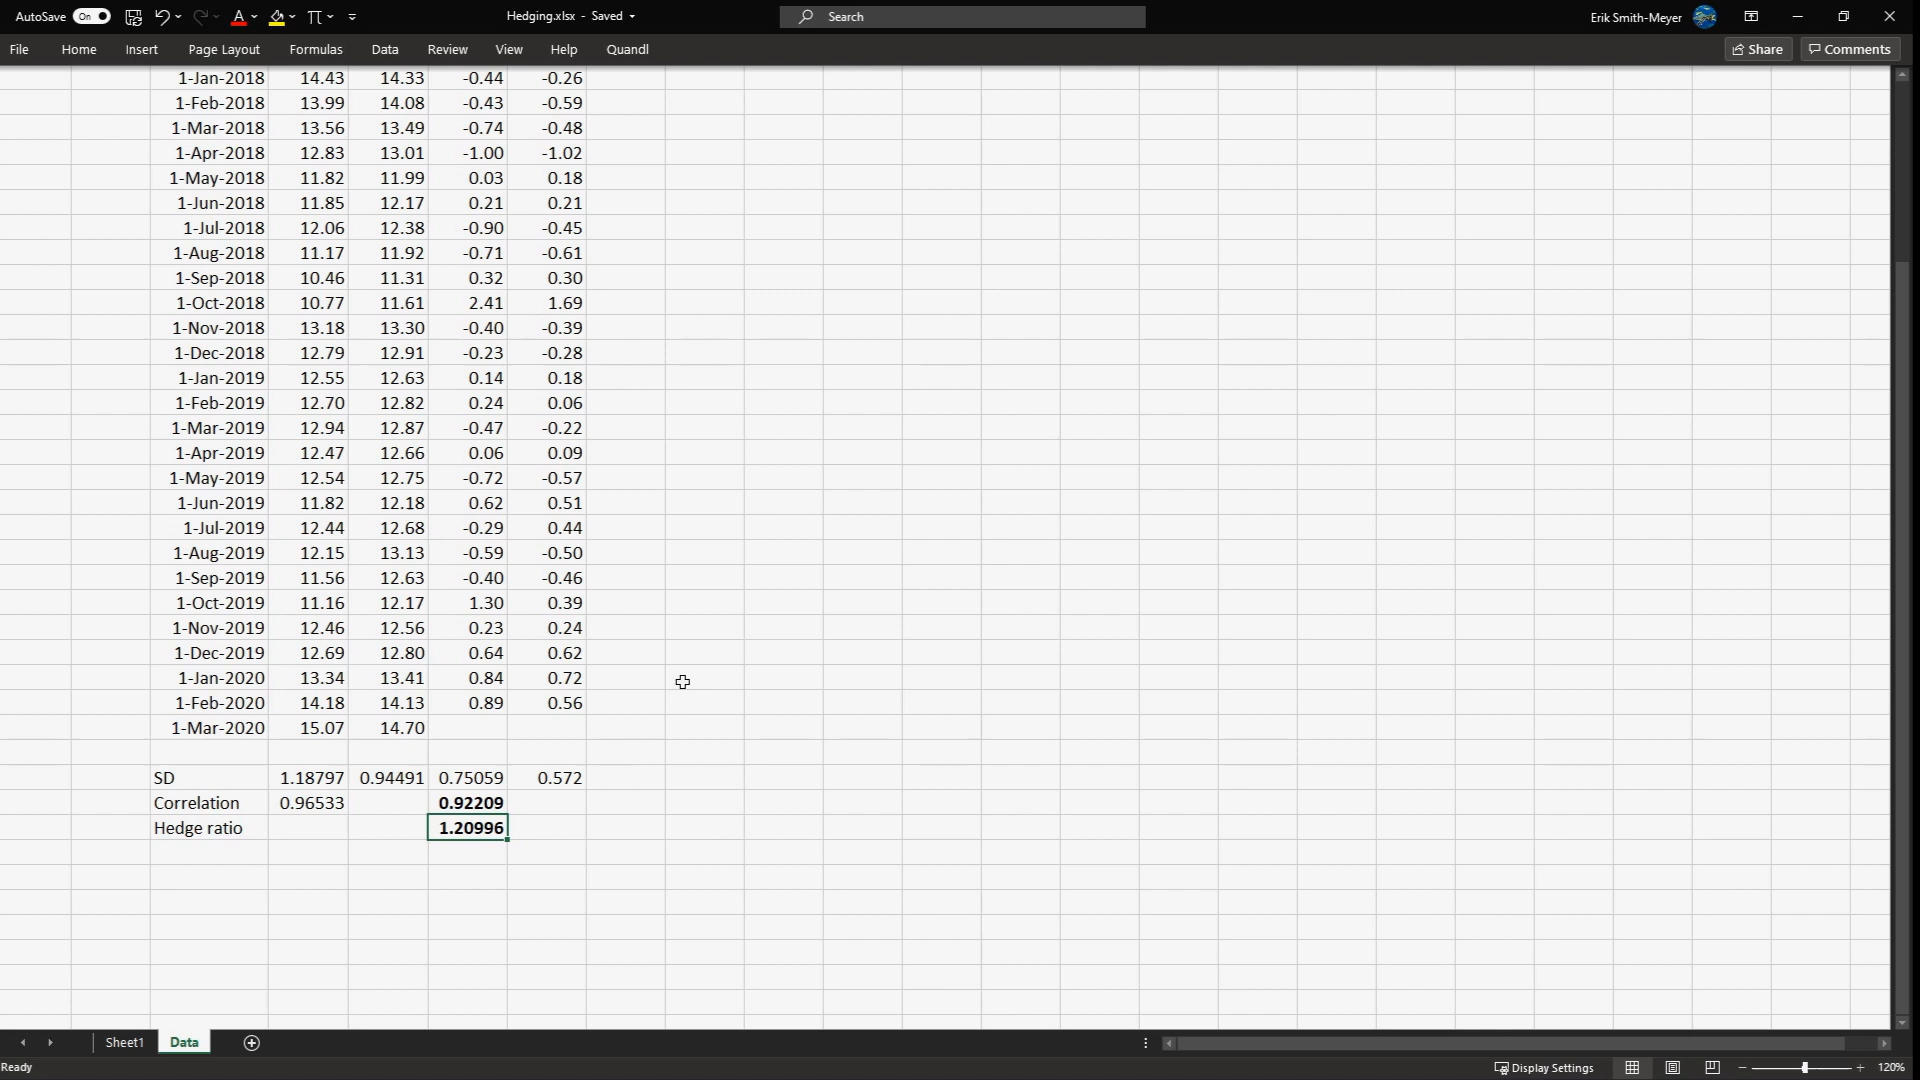 AutoSave On Hedging.xlsx - Saved Search Erik Smith-Meyer
File Home Insert Page Layout Formulas Data Review View Help Quandl Share Comments
1-Jan-2018 14.43 14.33 -0.44 -0.26
1-Feb-2018 13.99 14.08 -0.43 -0.59
1-Mar-2018 13.56 13.49 -0.74 -0.48
1-Apr-2018 12.83 13.01 -1.00 -1.02
1-May-2018 11.82 11.99 0.03 0.18
1-Jun-2018 11.85 12.17 0.21 0.21
1-Jul-2018 12.06 12.38 -0.90 -0.45
1-Aug-2018 11.17 11.92 -0.71 -0.61
1-Sep-2018 10.46 11.31 0.32 0.30
1-Oct-2018 10.77 11.61 2.41 1.69
1-Nov-2018 13.18 13.30 -0.40 -0.39
1-Dec-2018 12.79 12.91 -0.23 -0.28
1-Jan-2019 12.55 12.63 0.14 0.18
1-Feb-2019 12.70 12.82 0.24 0.06
1-Mar-2019 12.94 12.87 -0.47 -0.22
1-Apr-2019 12.47 12.66 0.06 0.09
1-May-2019 12.54 12.75 -0.72 -0.57
1-Jun-2019 11.82 12.18 0.62 0.51
1-Jul-2019 12.44 12.68 -0.29 0.44
1-Aug-2019 12.15 13.13 -0.59 -0.50
1-Sep-2019 11.56 12.63 -0.40 -0.46
1-Oct-2019 11.16 12.17 1.30 0.39
1-Nov-2019 12.46 12.56 0.23 0.24
1-Dec-2019 12.69 12.80 0.64 0.62
1-Jan-2020 13.34 13.41 0.84 0.72
1-Feb-2020 14.18 14.13 0.89 0.56
1-Mar-2020 15.07 14.70
SD 1.18797 0.94491 0.75059 0.572
Correlation 0.96533 0.92209
Hedge ratio 1.20996
Sheet1 Data
Ready Display Settings 120%